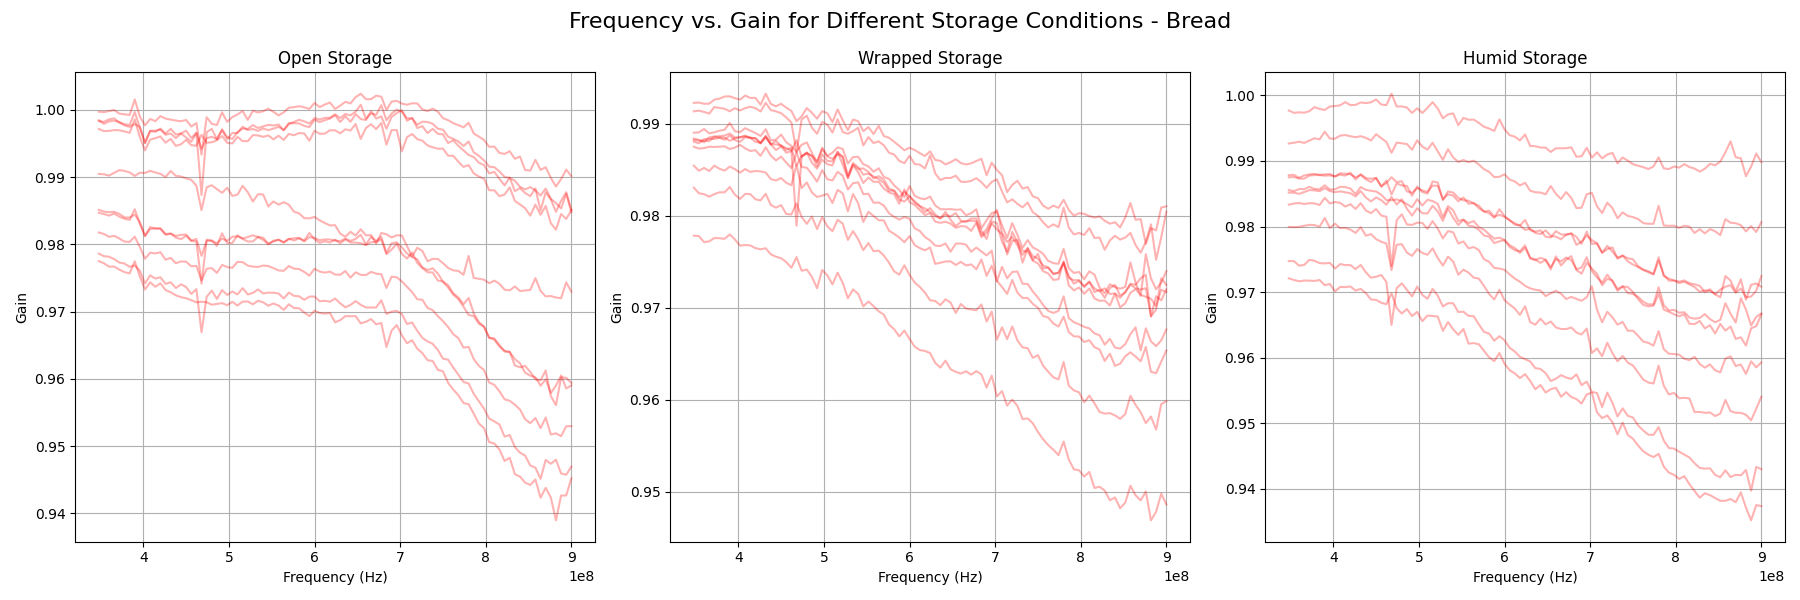 Frequency vs. Gain for Different Storage Conditions - Bread
Open Storage
1.00
0.99
0.98
0.97
0.96
0.95
0.94
Gain
4 5 6 7 8 9
1e8
Frequency (Hz)
Wrapped Storage
0.99
0.98
0.97
0.96
0.95
Gain
4 5 6 7 8 9
1e8
Frequency (Hz)
Humid Storage
1.00
0.99
0.98
0.97
0.96
0.95
0.94
Gain
4 5 6 7 8 9
1e8
Frequency (Hz)